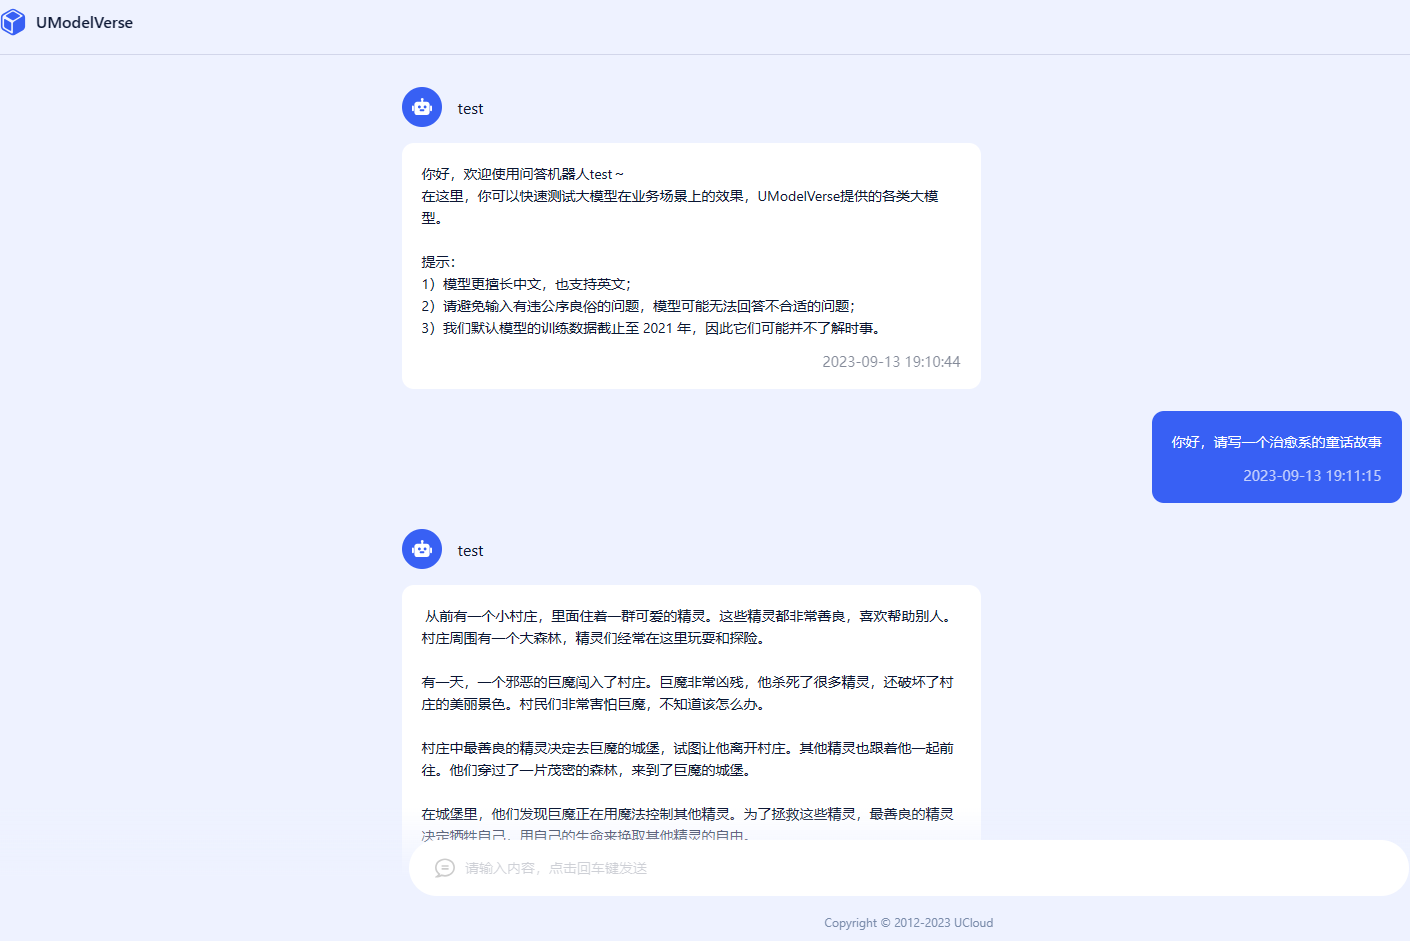 UModelVerse
test
你好，欢迎使用问答机器人test～
在这里，你可以快速测试大模型在业务场景上的效果，UModelVerse提供的各类大模
型。
提示：
1）模型更擅长中文，也支持英文；
2）请避免输入有违公序良俗的问题，模型可能无法回答不合适的问题；
3）我们默认模型的训练数据截止至 2021 年，因此它们可能并不了解时事。
2023-09-13 19:10:44
你好，请写一个治愈系的童话故事
2023-09-13 19:11:15
test
从前有一个小村庄，里面住着一群可爱的精灵。这些精灵都非常善良，喜欢帮助别人。
村庄周围有一个大森林，精灵们经常在这里玩耍和探险。
有一天，一个邪恶的巨魔闯入了村庄。巨魔非常凶残，他杀死了很多精灵，还破坏了村
庄的美丽景色。村民们非常害怕巨魔，不知道该怎么办。
村庄中最善良的精灵决定去巨魔的城堡，试图让他离开村庄。其他精灵也跟着他一起前
往。他们穿过了一片茂密的森林，来到了巨魔的城堡。
在城堡里，他们发现巨魔正在用魔法控制其他精灵。为了拯救这些精灵，最善良的精灵
决定牺牲自己，用自己的生命来换取其他精灵的自由。
请输入内容，点击回车键发送
Copyright © 2012-2023 UCloud